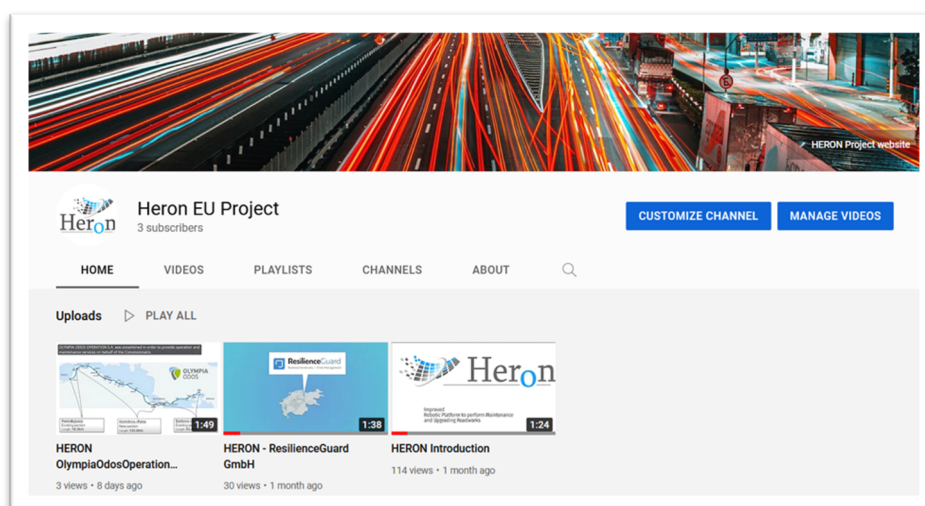 HERON Project website
Heron
Heron EU Project
3 subscribers
CUSTOMIZE CHANNEL
MANAGE VIDEOS
HOME
VIDEOS
PLAYLISTS
CHANNELS
ABOUT
Uploads
PLAY ALL
OLYMPIA
ODOS
1:49
ResilienceGuard
1:38
Heron
Improved
Robotic Platform to perform Maintenance
and Upgrading Roadworks
1:24
HERON
OlympiaOdosOperation...
3 views • 8 days ago
HERON - ResilienceGuard
GmbH
30 views • 1 month ago
HERON Introduction
114 views • 1 month ago